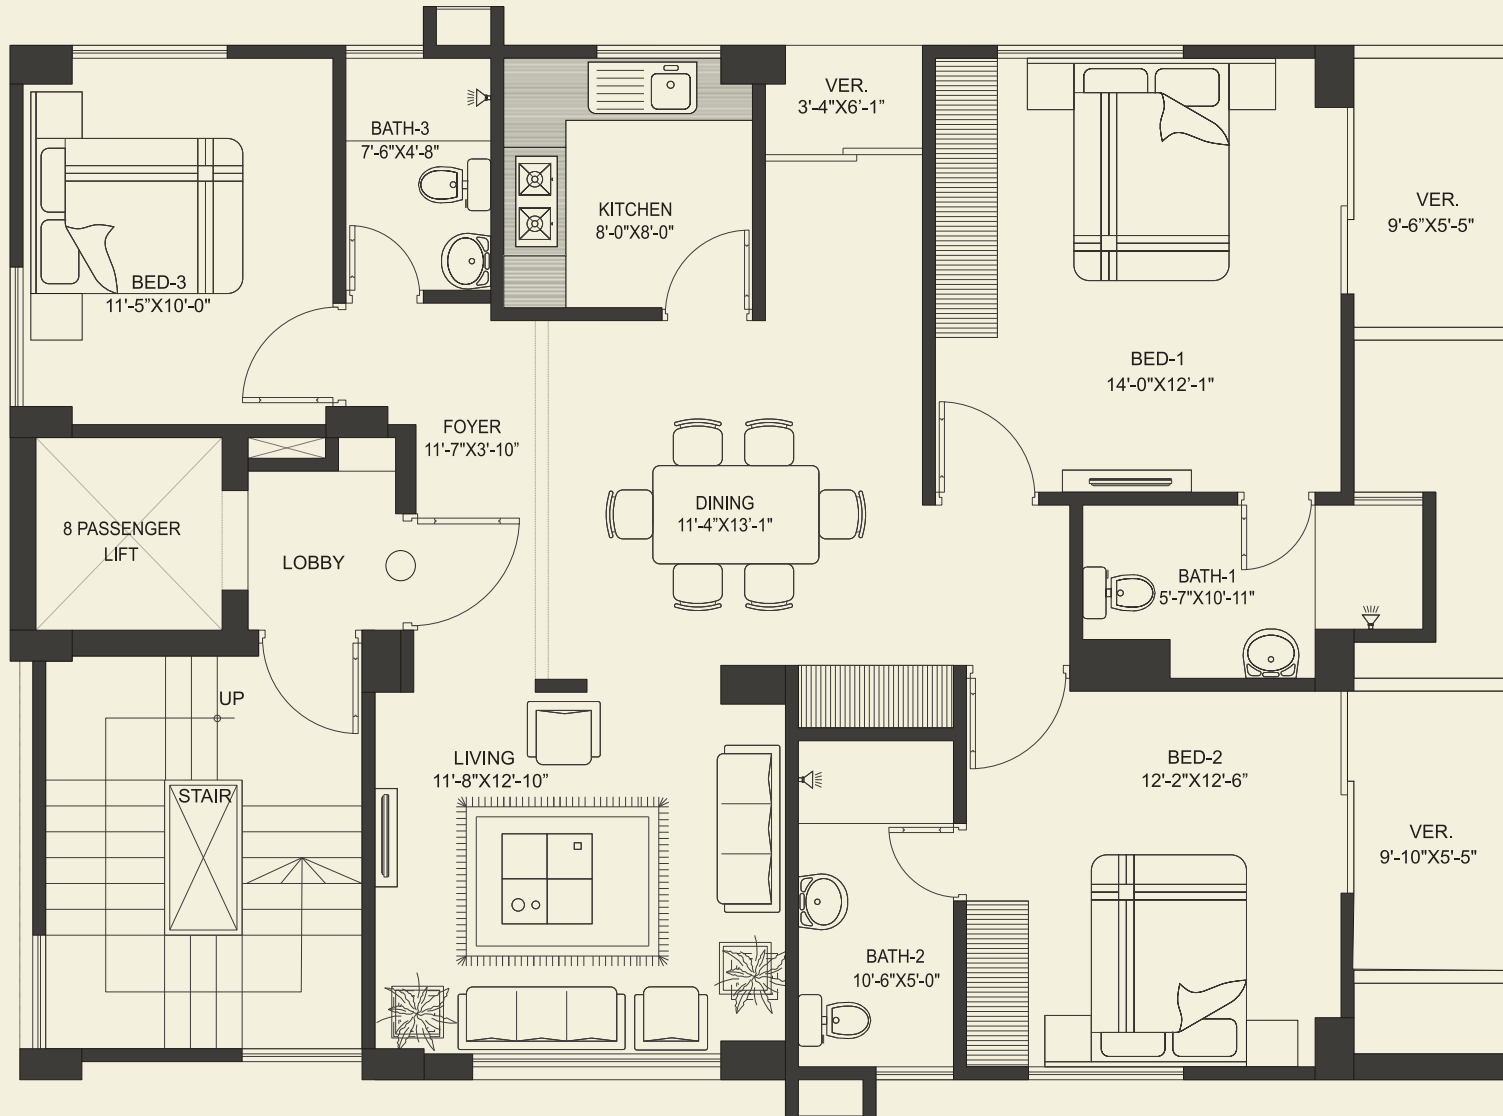 VER.
3'-4"X6'-1"
BATH-3
7'-6"X4'-8"
KITCHEN
8'-0"X8'-0"
VER.
9'-6"X5'-5"
BED-3
11'-5"X10'-0"
BED-1
14'-0"X12'-1"
FOYER
11'-7"X3'-10"
DINING
11'-4"X13'-1"
8 PASSENGER
LIFT
LOBBY
BATH-1
5'-7"X10'-11"
UP
LIVING
11'-8"X12'-10"
BED-2
12'-2"X12'-6"
STAIR
VER.
9'-10"X5'-5"
BATH-2
10'-6"X5'-0"